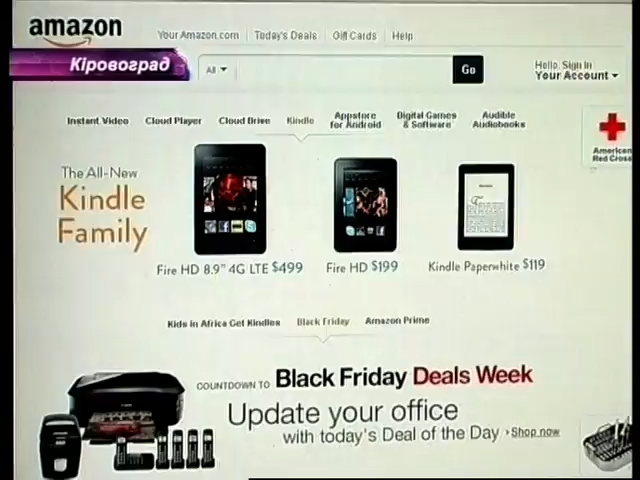 amazon
Your Amazon.com
Today's Deals
Gift Cards
Help
Кіровоград
All
Go
Hello, Sign In
Your Account
Instant Video
Cloud Player
Cloud Drive
Kindle
Appstore
for Android
Digital Games
& Software
Audible
Audiobooks
American
Red Cross
The All-New
Kindle
Family
Fire HD 8.9" 4G LTE $499
Fire HD $199
Kindle Paperwhite $119
Kids in Africa Get Kindles
Black Friday
Amazon Prime
COUNTDOWN TO Black Friday Deals Week
Update your office
with today's Deal of the Day
Shop now